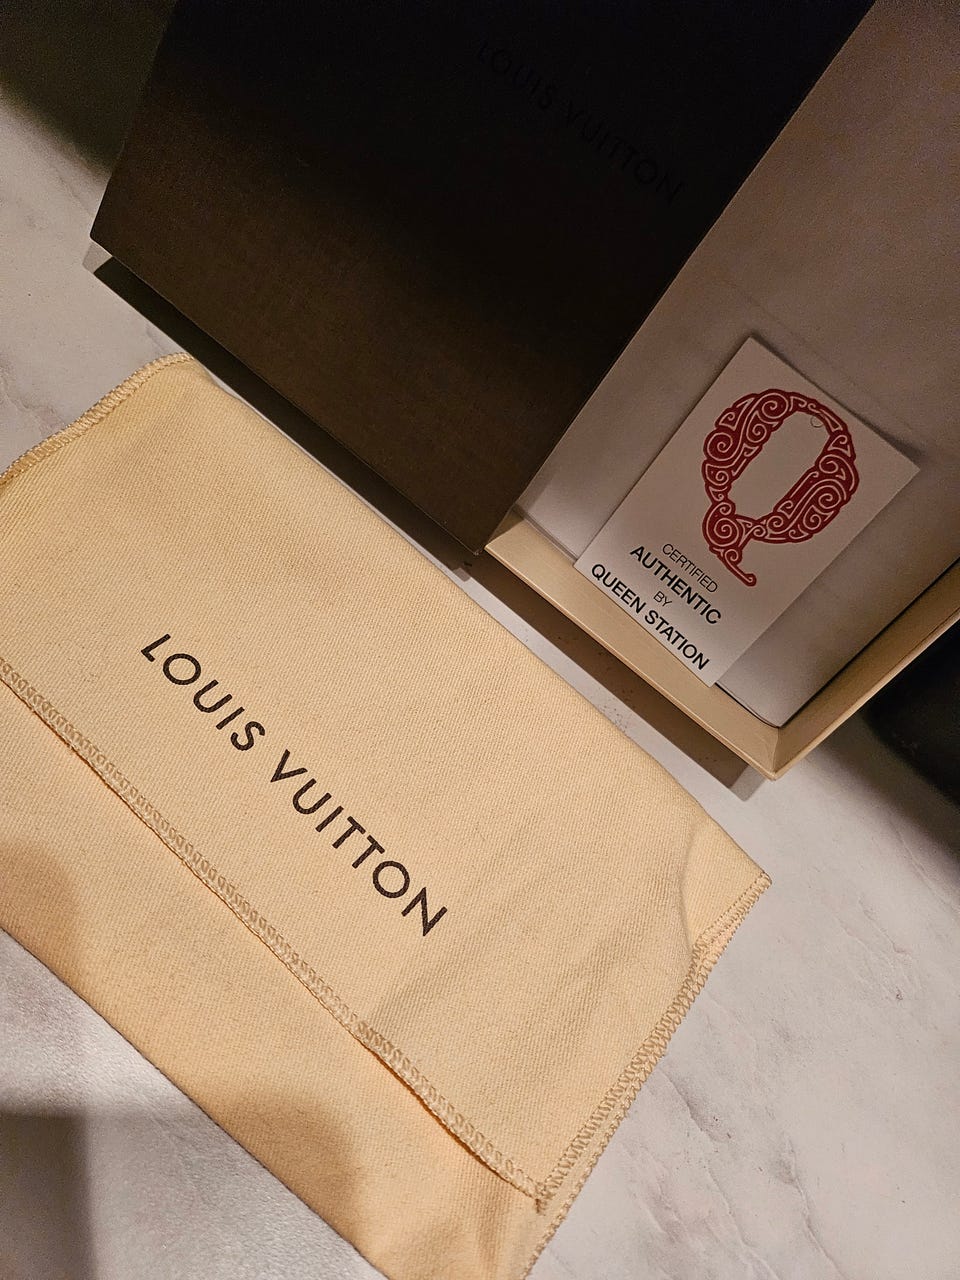 LOUIS VUITTON
Q
CERTIFIED
AUTHENTIC
BY
QUEEN STATION
LOUIS VUITTON